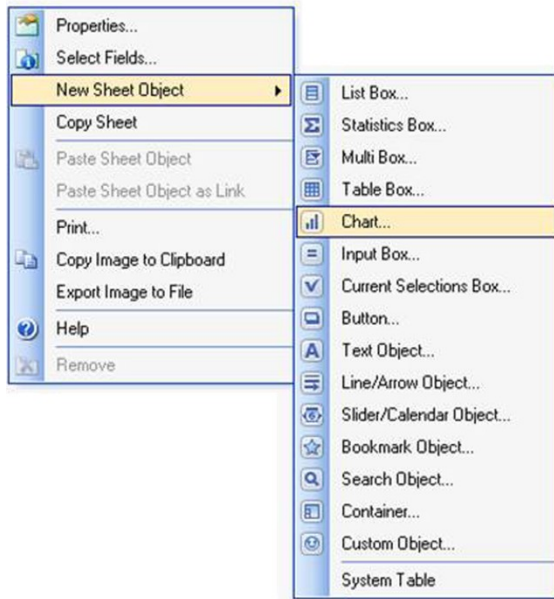 Properties...
Select Fields...
New Sheet Object
Copy Sheet
Paste Sheet Object
Paste Sheet Object as Link
Print...
Copy Image to Clipboard
Export Image to File
Help
Remove
List Box...
Statistics Box...
Multi Box...
Table Box...
Chart...
Input Box...
Current Selections Box...
Button...
Text Object...
Line/Arrow Object...
Slider/Calendar Object...
Bookmark Object...
Search Object...
Container...
Custom Object...
System Table